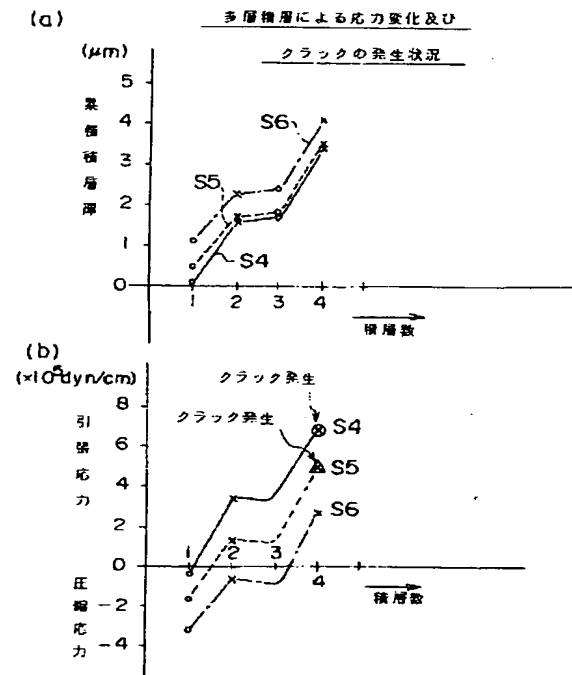 (a)
多層積層による応力変化及び
クラックの発生状況
(μm)
5
4
3
2
1
0
累積積層厚
S6
S5
S4
1 2 3 4
積層数
(b)
(×10⁵dyn/cm)
8
6
4
2
0
-2
-4
引張応力
圧縮応力
クラック発生
クラック発生
S4
S5
S6
1 2 3 4
積層数